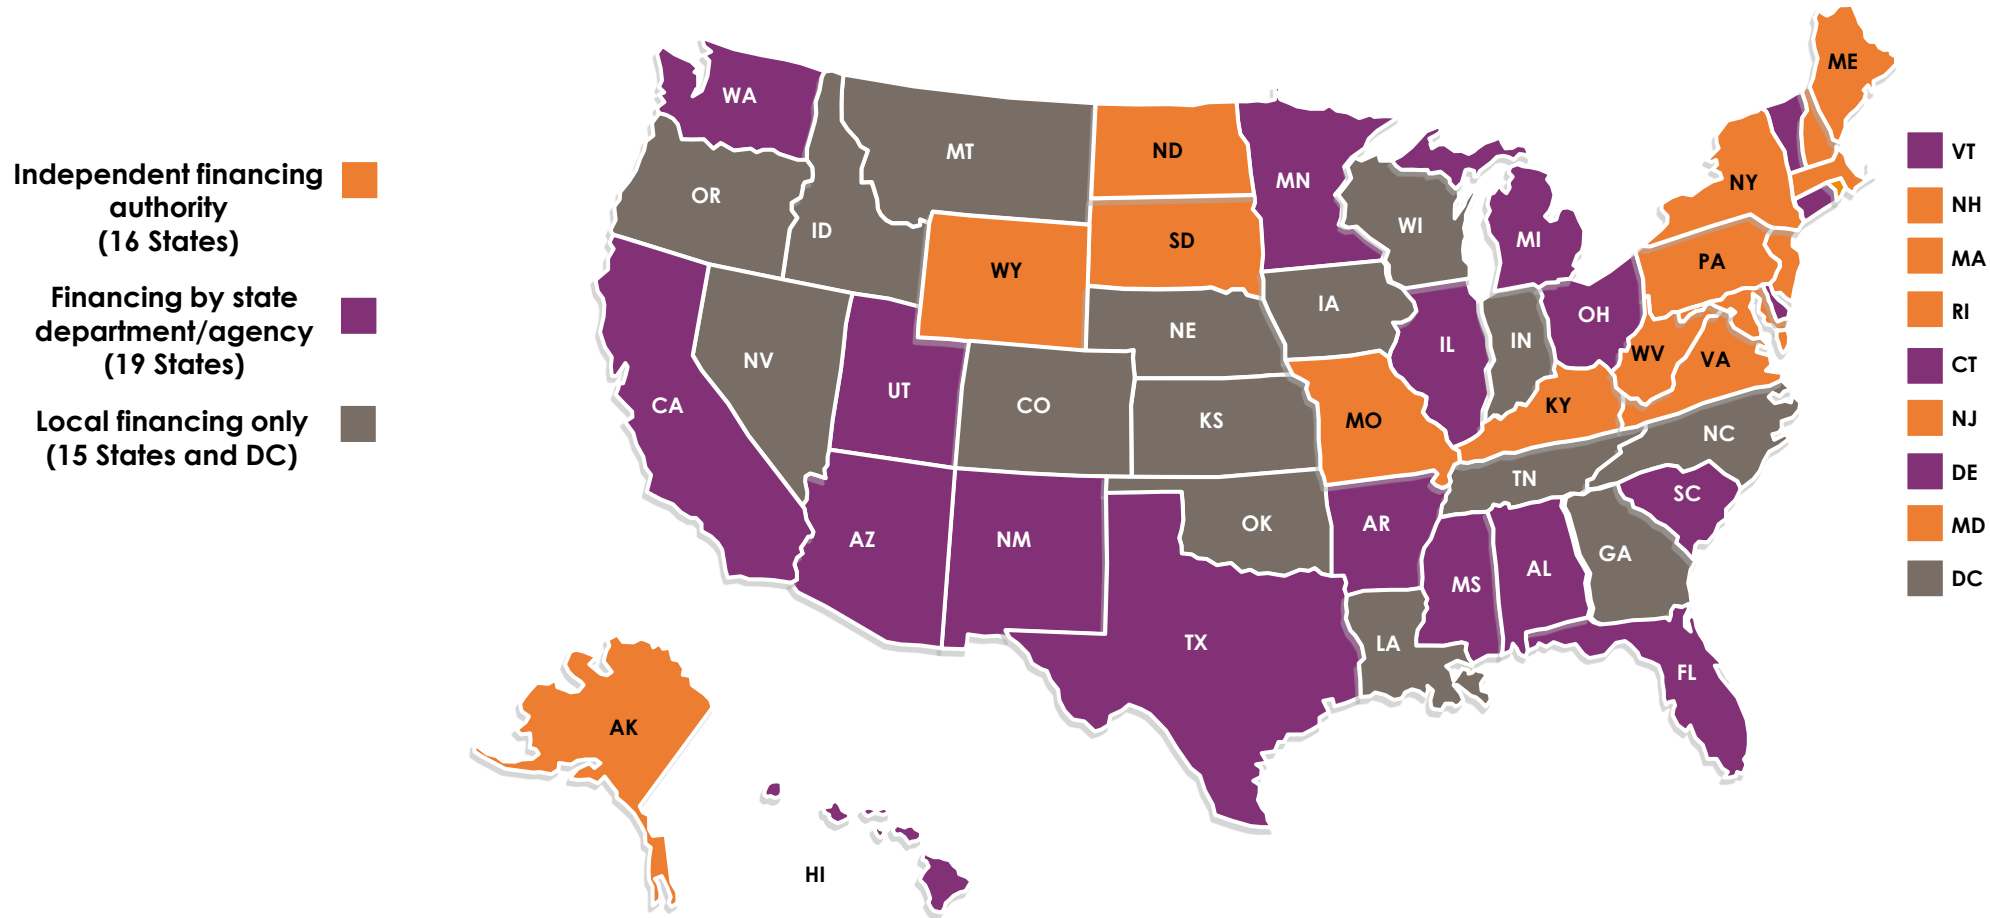 Independent financing
authority
(16 States)
Financing by state
department/agency
(19 States)
Local financing only
(15 States and DC)
WA
OR
CA
NV
ID
MT
WY
UT
AZ
CO
NM
ND
SD
NE
KS
OK
TX
MN
IA
MO
AR
LA
WI
IL
MI
IN
OH
KY
TN
MS
AL
GA
FL
SC
NC
VA
WV
PA
NY
ME
AK
HI
VT
NH
MA
RI
CT
NJ
DE
MD
DC